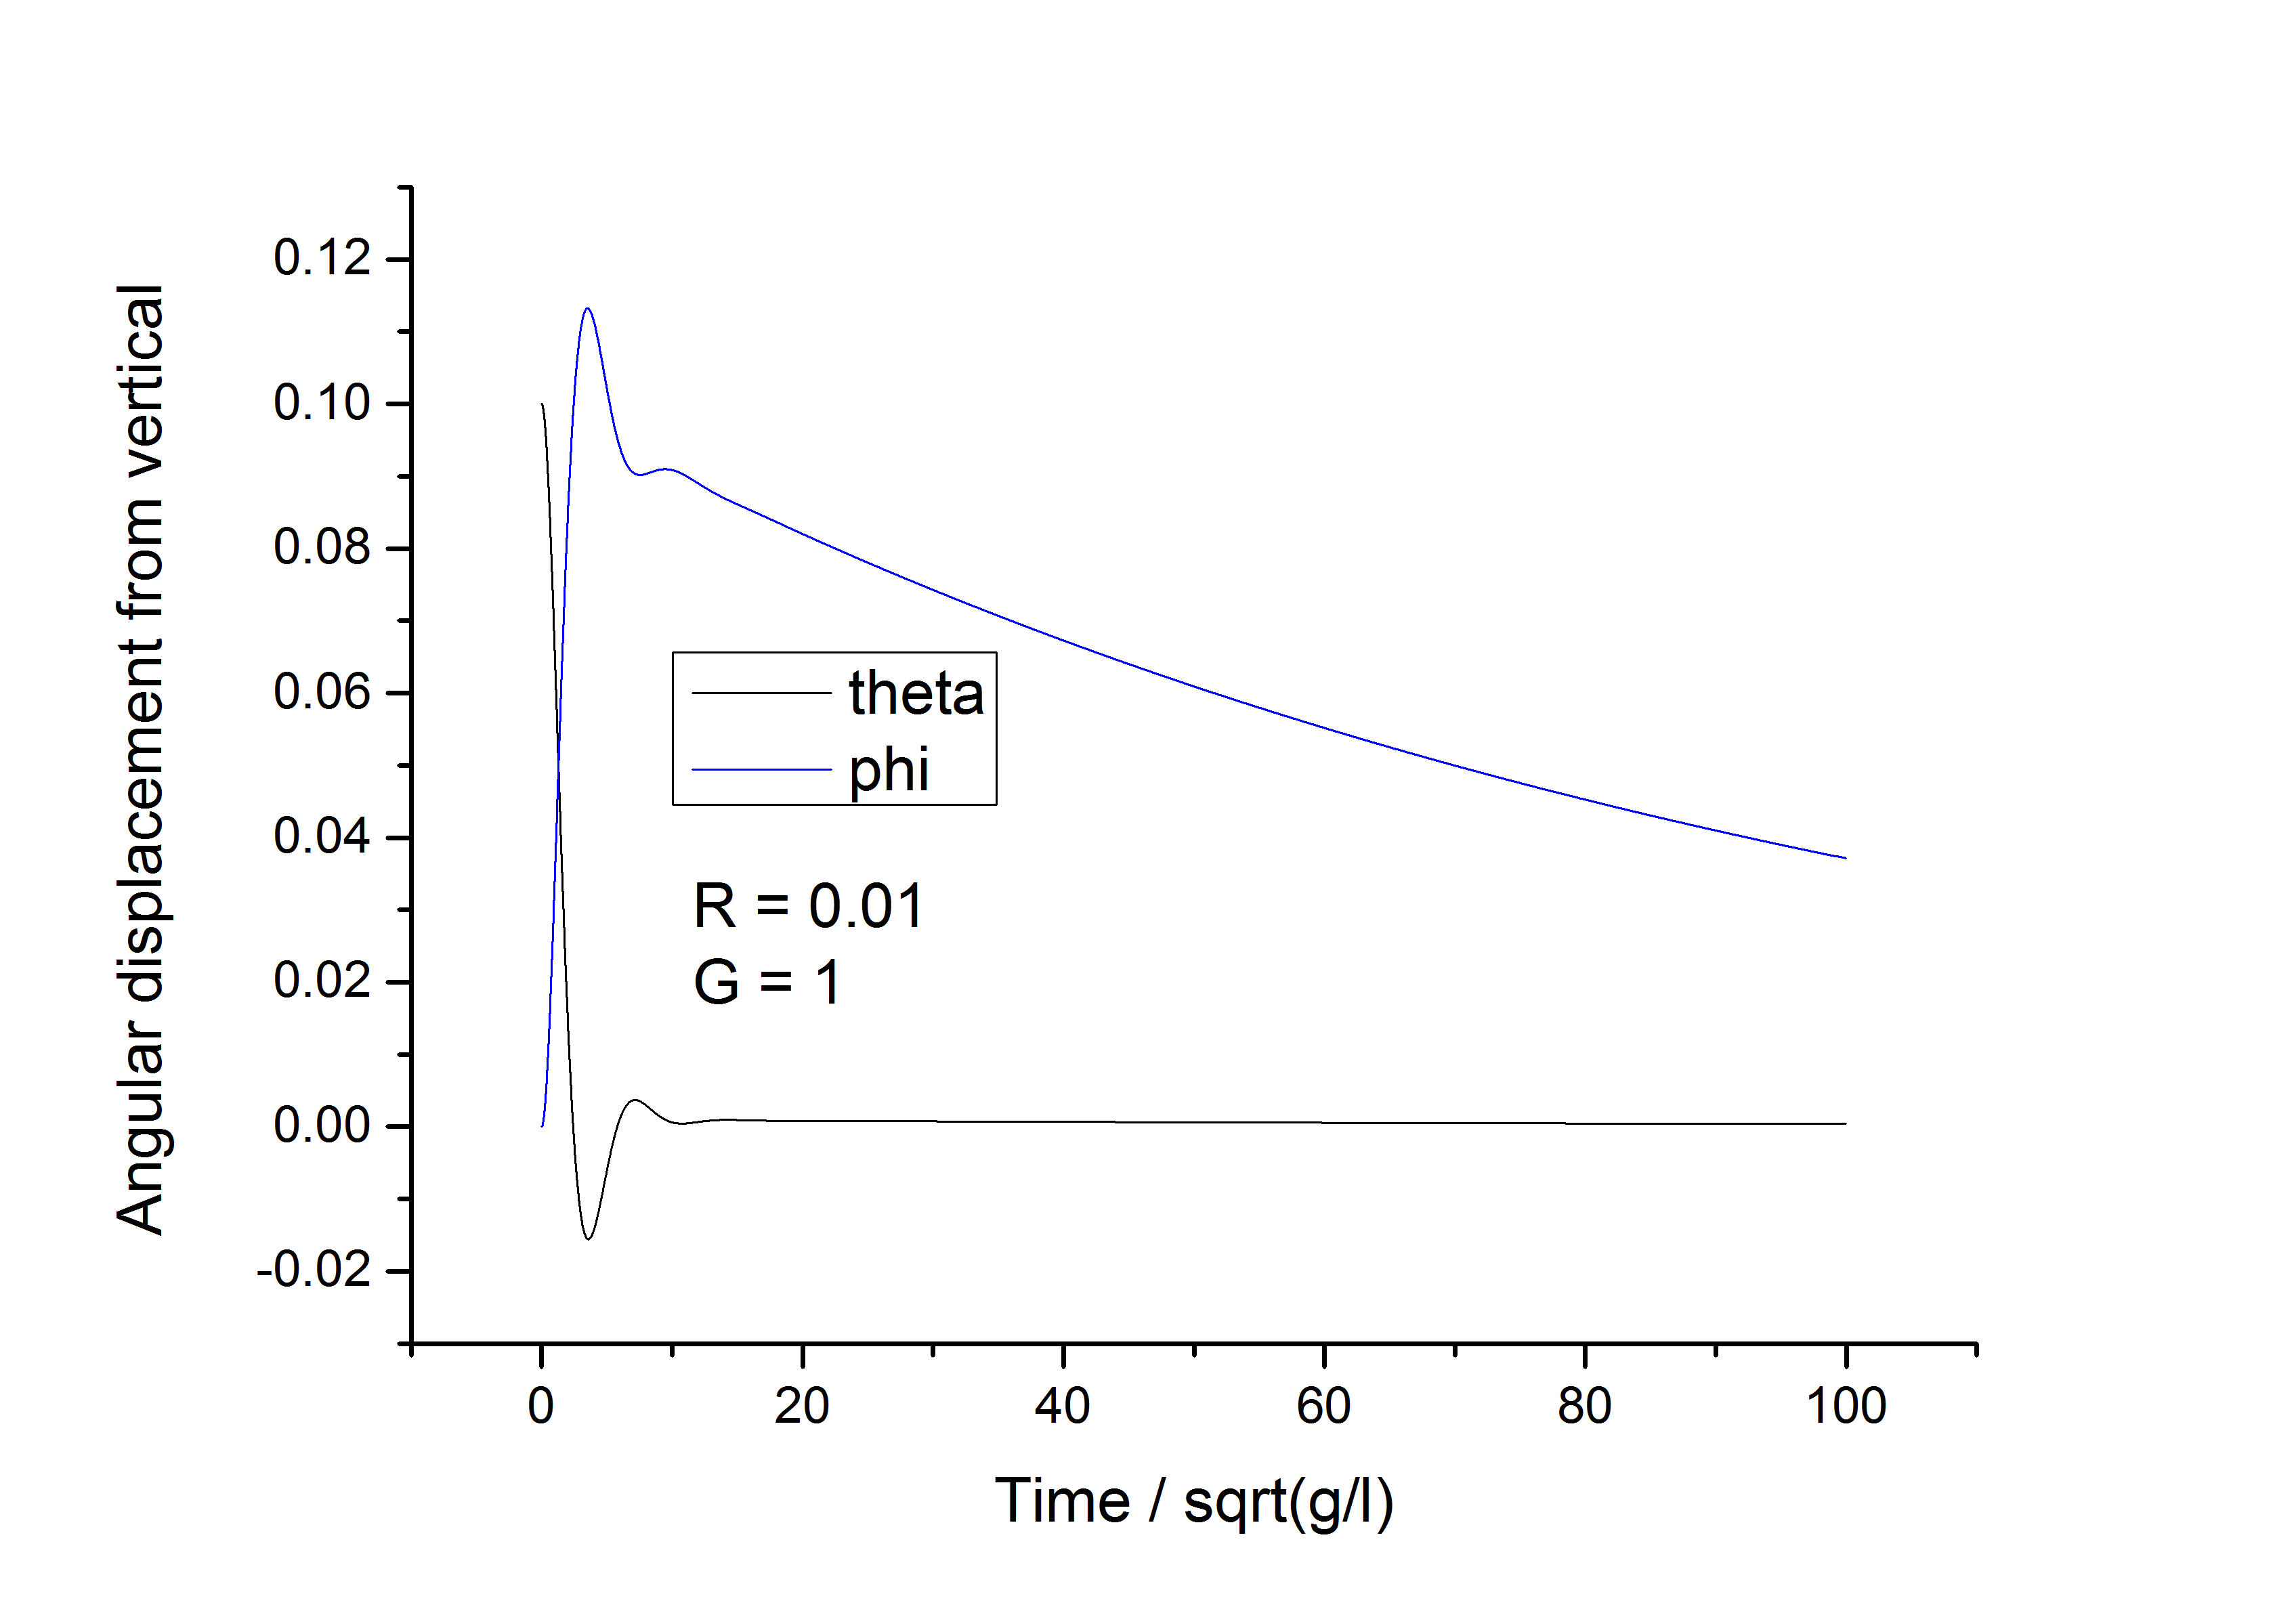 Angular displacement from vertical
0.12
0.10
0.08
0.06
0.04
0.02
0.00
-0.02
theta
phi
R = 0.01
G = 1
0 20 40 60 80 100
Time / sqrt(g/l)